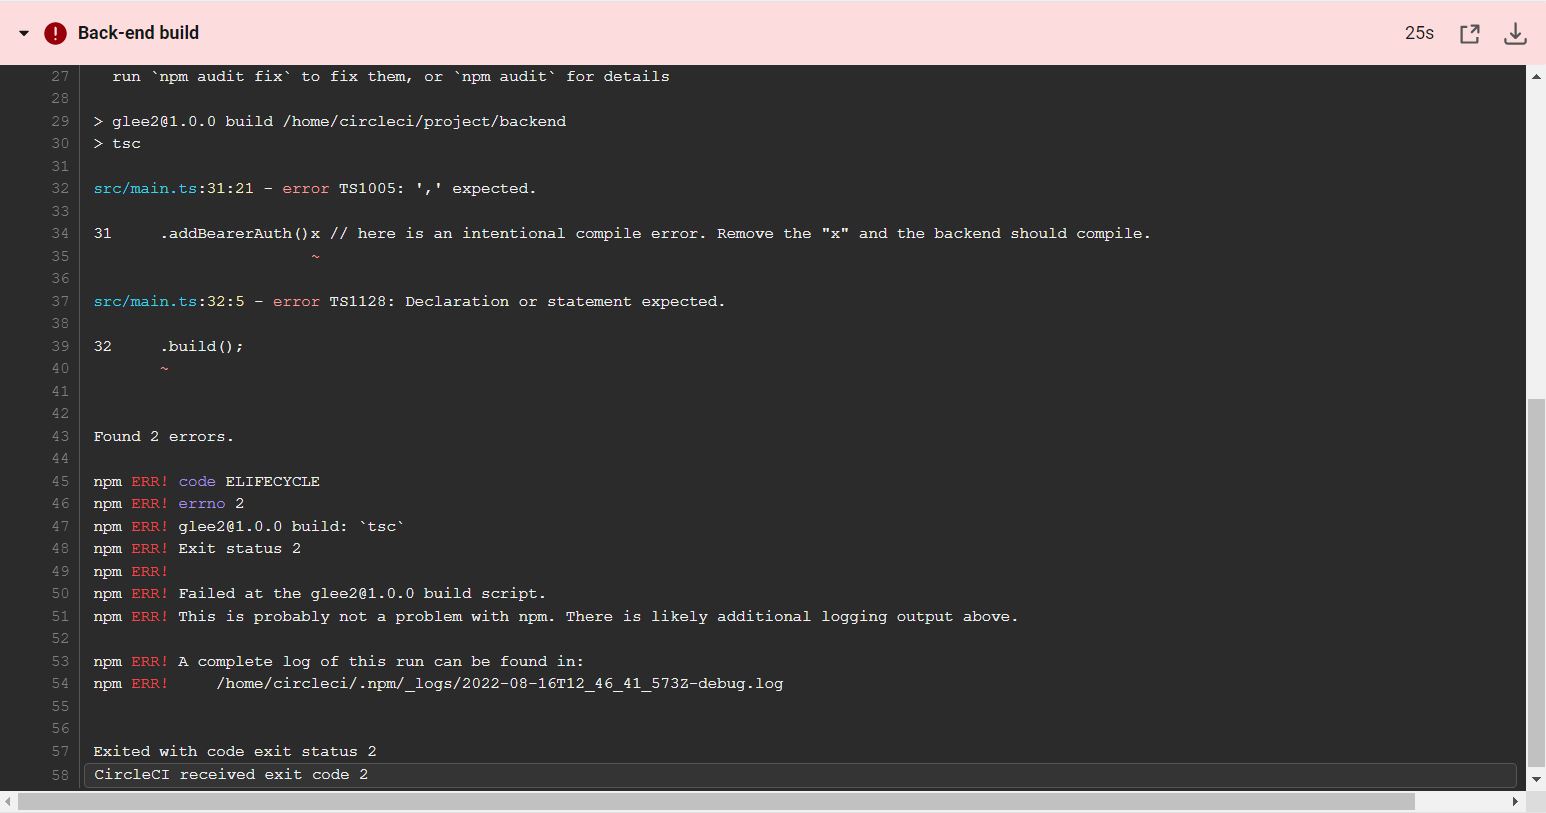 Back-end build 25s
27 run `npm audit fix` to fix them, or `npm audit` for details
28
29 > glee2@1.0.0 build /home/circleci/project/backend
30 > tsc
31
32 src/main.ts:31:21 - error TS1005: ',' expected.
33
34 31 .addBearerAuth()x // here is an intentional compile error. Remove the "x" and the backend should compile.
35 ~
36
37 src/main.ts:32:5 - error TS1128: Declaration or statement expected.
38
39 32 .build();
40 ~
41
42
43 Found 2 errors.
44
45 npm ERR! code ELIFECYCLE
46 npm ERR! errno 2
47 npm ERR! glee2@1.0.0 build: `tsc`
48 npm ERR! Exit status 2
49 npm ERR!
50 npm ERR! Failed at the glee2@1.0.0 build script.
51 npm ERR! This is probably not a problem with npm. There is likely additional logging output above.
52
53 npm ERR! A complete log of this run can be found in:
54 npm ERR! /home/circleci/.npm/_logs/2022-08-16T12_46_41_573Z-debug.log
55
56
57 Exited with code exit status 2
58 CircleCI received exit code 2